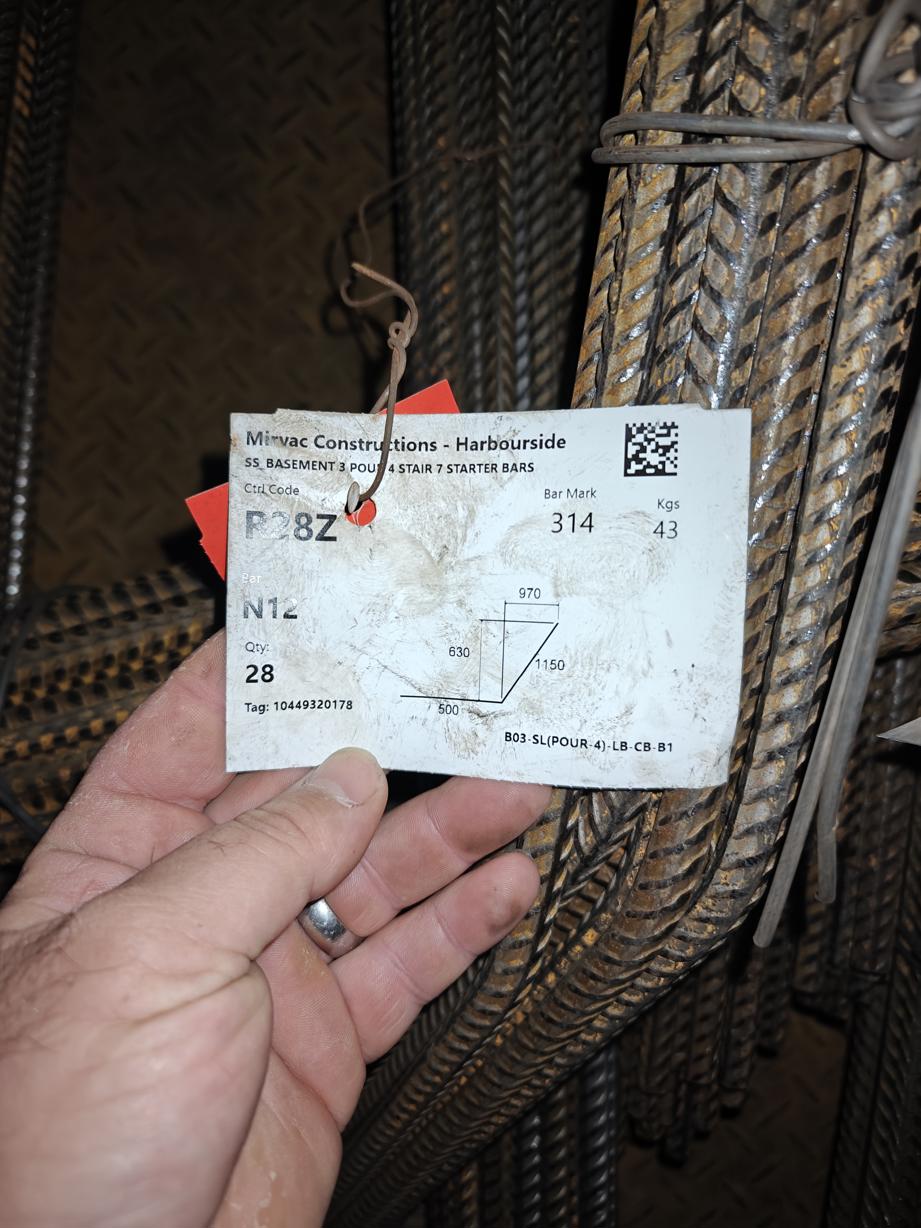 Mirvac Constructions - Harbourside
SS_BASEMENT 3 POUR 4 STAIR 7 STARTER BARS
Ctrl Code
R28Z
Bar Mark
314
Kgs
43
Bar
N12
Qty:
28
Tag: 10449320178
970
630
1150
500
B03-SL(POUR-4)-LB-CB-B1